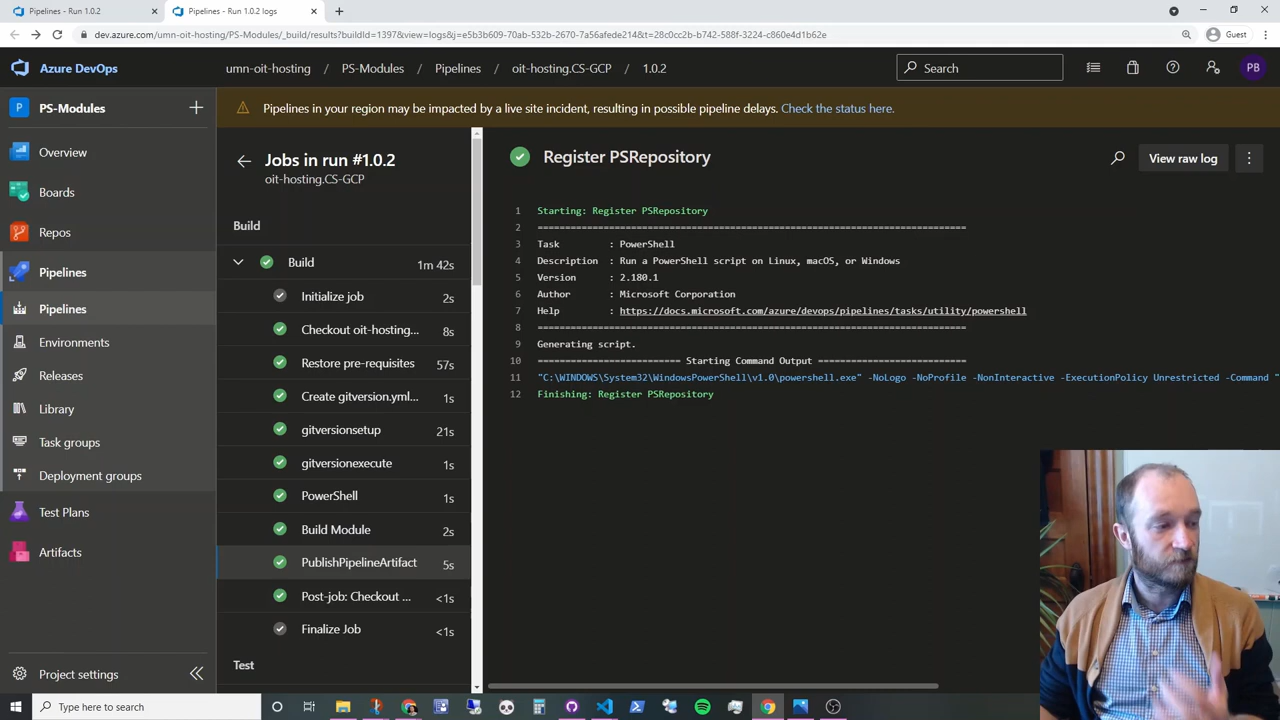 Pipelines - Run 1.0.2
Pipelines - Run 1.0.2 logs
dev.azure.com/umn-oit-hosting/PS-Modules/_build/results?buildId=1397&view=logs&j=e5b3b609-70ab-532b-2670-7a56afede214&t=28c0cc2b-b742-588f-3224-c860e4d1b62e
Guest
Azure DevOps
umn-oit-hosting / PS-Modules / Pipelines / oit-hosting.CS-GCP / 1.0.2
Search
PB
P PS-Modules
Overview
Boards
Repos
Pipelines
Pipelines
Environments
Releases
Library
Task groups
Deployment groups
Test Plans
Artifacts
Project settings
Pipelines in your region may be impacted by a live site incident, resulting in possible pipeline delays. Check the status here.
Jobs in run #1.0.2
oit-hosting.CS-GCP
Build
Build 1m 42s
Initialize job 2s
Checkout oit-hosting... 8s
Restore pre-requisites 57s
Create gitversion.yml... 1s
gitversionsetup 21s
gitversionexecute 1s
PowerShell 1s
Build Module 2s
PublishPipelineArtifact 5s
Post-job: Checkout ... <1s
Finalize Job <1s
Test
Register PSRepository
View raw log
1 Starting: Register PSRepository
2 ==============================================================================
3 Task : PowerShell
4 Description : Run a PowerShell script on Linux, macOS, or Windows
5 Version : 2.180.1
6 Author : Microsoft Corporation
7 Help : https://docs.microsoft.com/azure/devops/pipelines/tasks/utility/powershell
8 ==============================================================================
9 Generating script.
10 ========================== Starting Command Output ===========================
11 "C:\WINDOWS\System32\WindowsPowerShell\v1.0\powershell.exe" -NoLogo -NoProfile -NonInteractive -ExecutionPolicy Unrestricted -Command "
12 Finishing: Register PSRepository
Type here to search